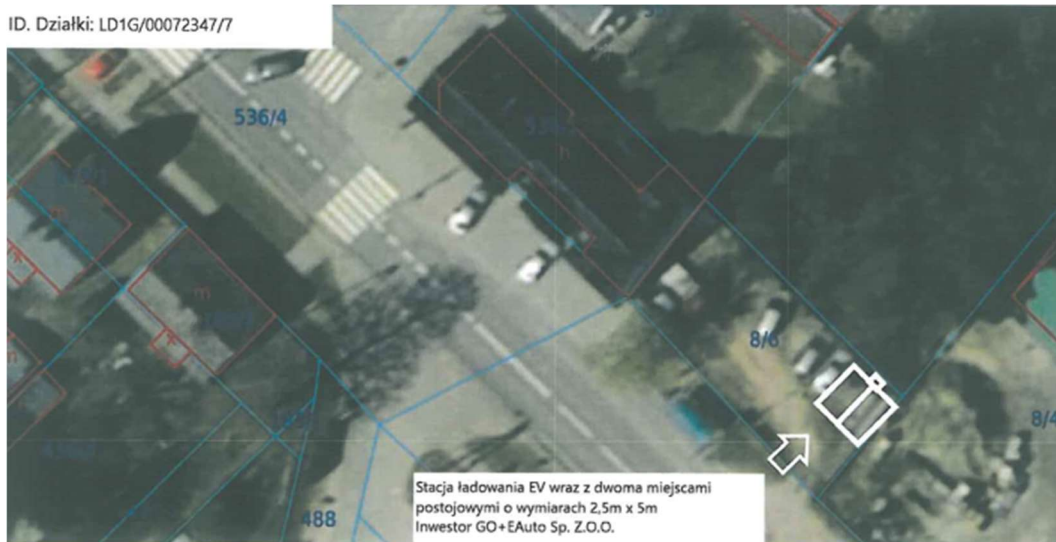 ID. Działki: LD1G/00072347/7
536/4
h
m
m
8/6
8/4
Stacja ładowania EV wraz z dwoma miejscami
postojowymi o wymiarach 2,5m x 5m
Inwestor GO+EAuto Sp. Z.O.O.
488